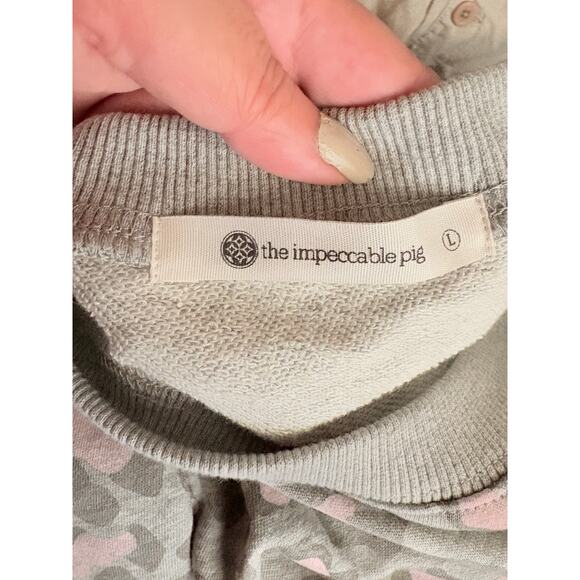 the impeccable pig L